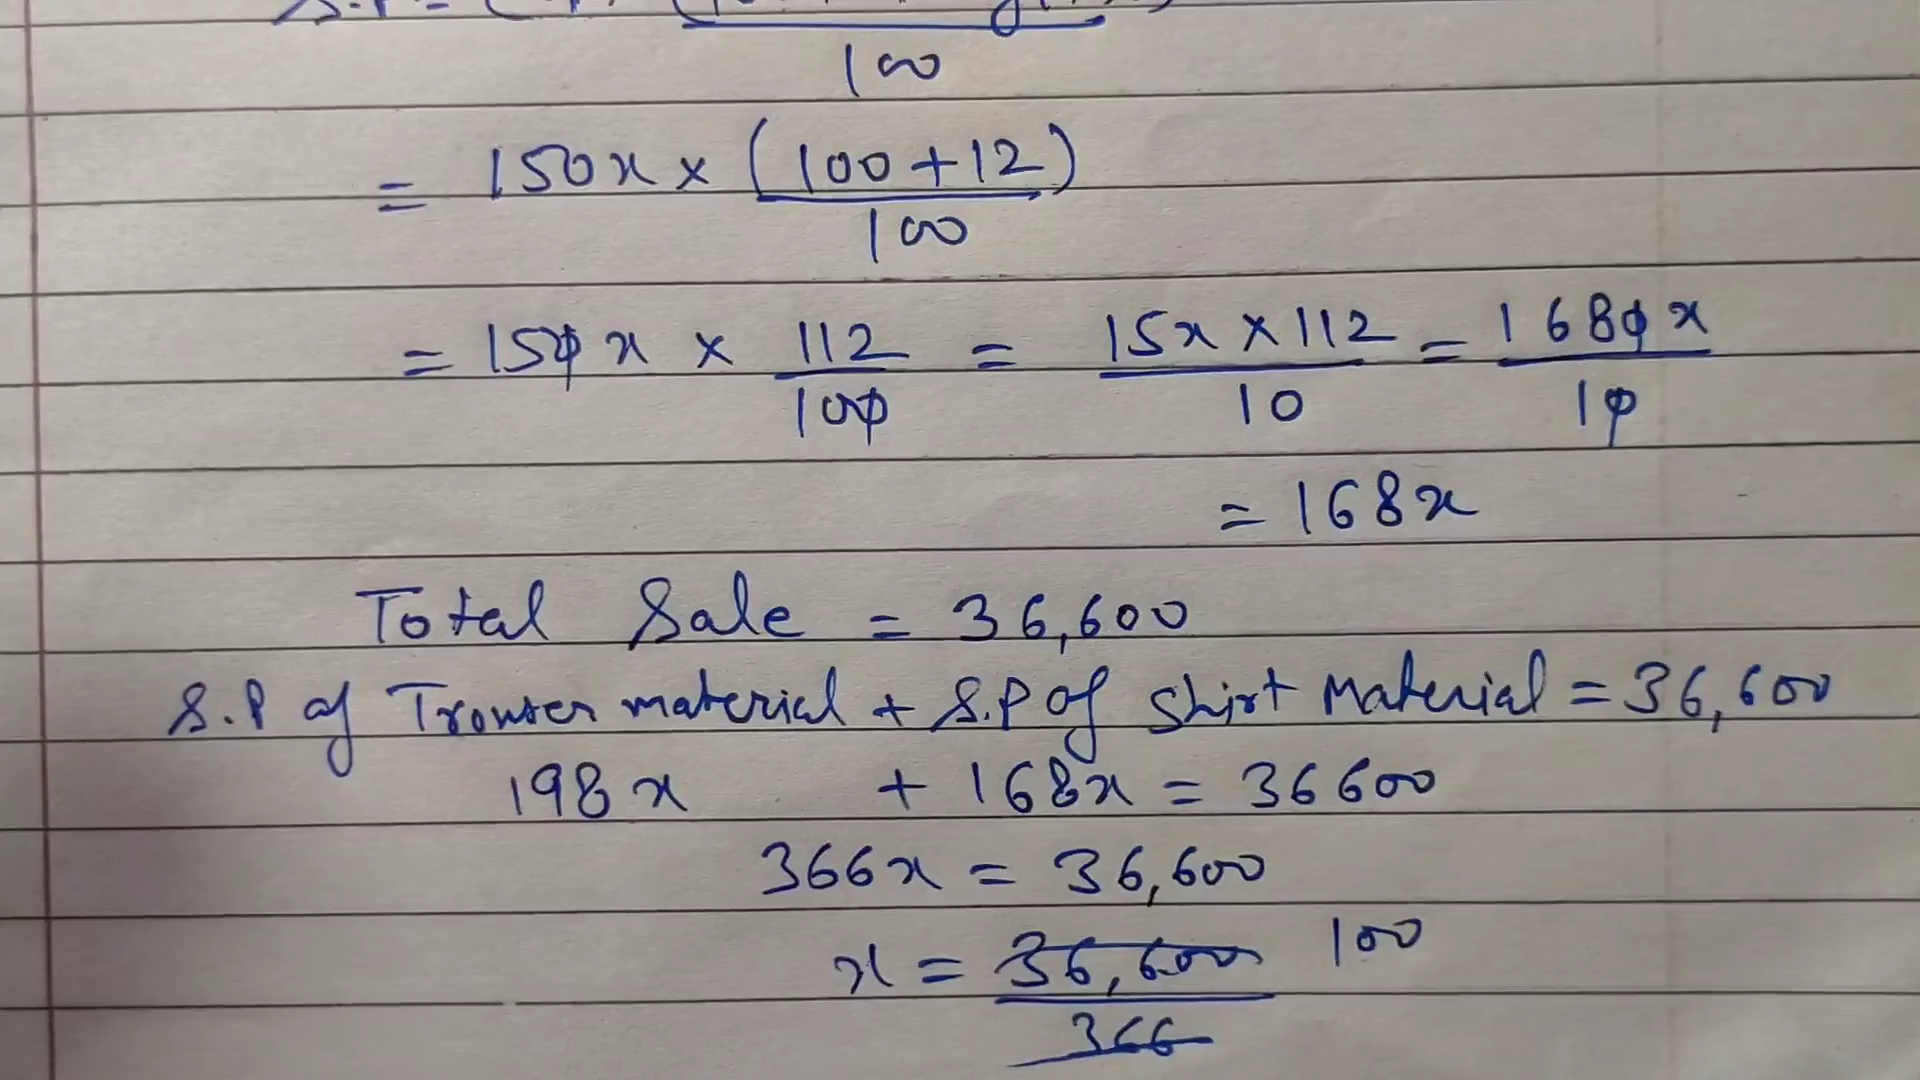 100
= 150x × (100+12)
100
= 150x × 112/100 = 15x × 112/10 = 1680x/10
= 168x
Total Sale = 36,600
S.P of Trouser material + S.P of Shirt Material = 36,600
198x + 168x = 36600
366x = 36,600
x = 36,600 100
366